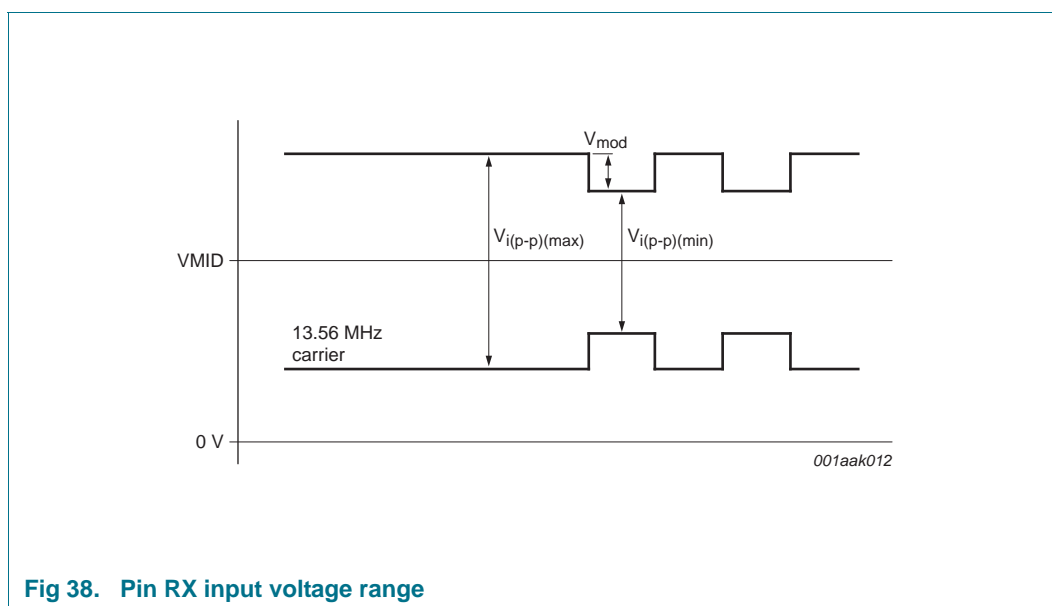 Vmod
Vi(p-p)(max)
Vi(p-p)(min)
VMID
13.56 MHz
carrier
0 V
001aak012
Fig 38. Pin RX input voltage range